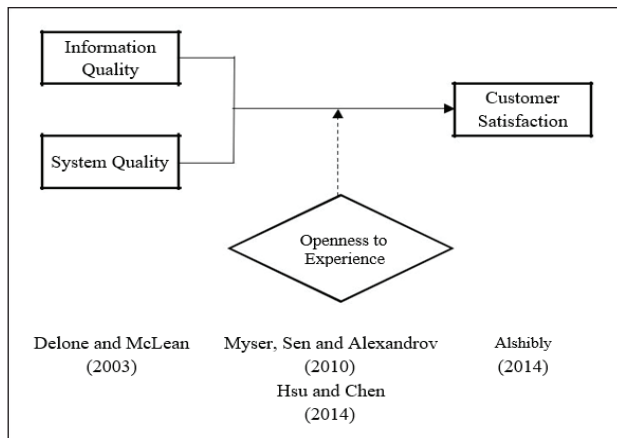 Information
Quality
Customer
Satisfaction
System Quality
Openness to
Experience
Delone and McLean
(2003)
Myser, Sen and Alexandrov
(2010)
Hsu and Chen
(2014)
Alshibly
(2014)